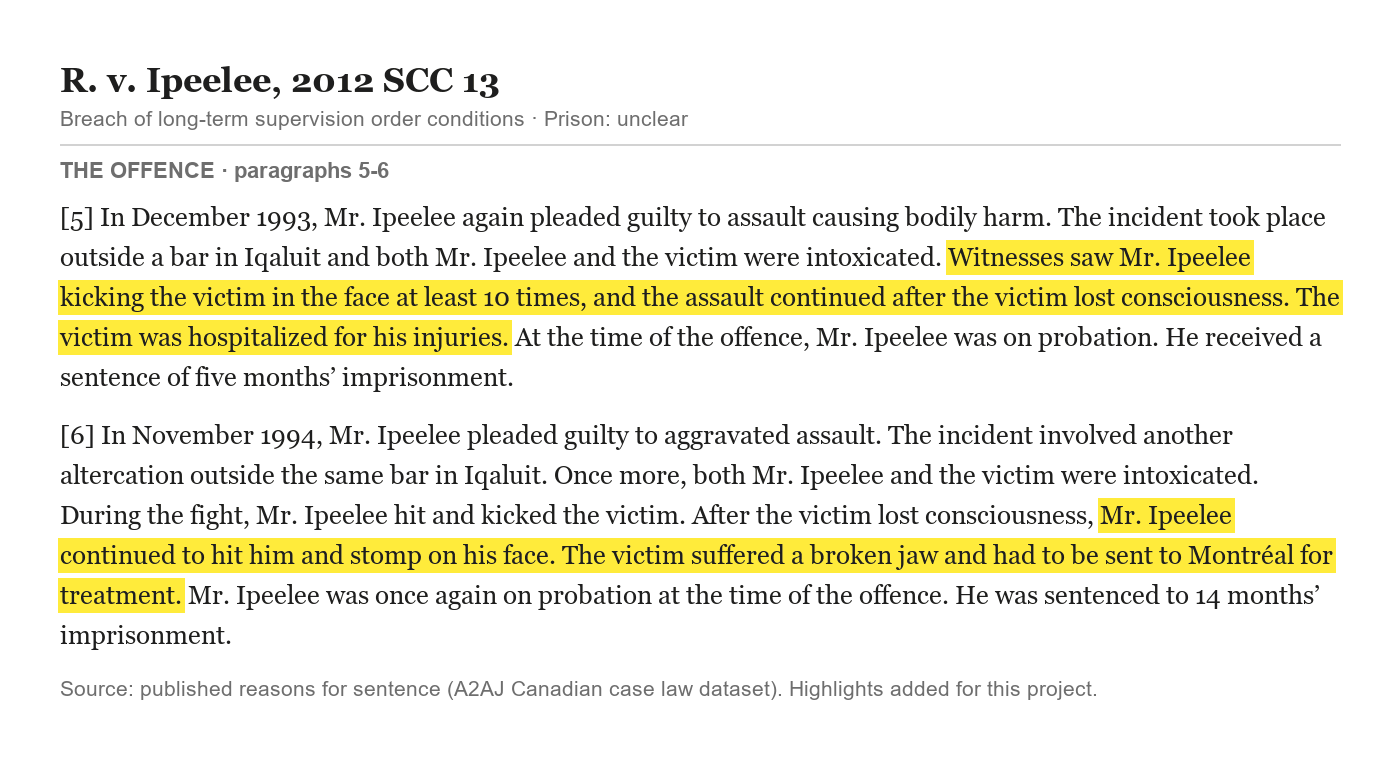 R. v. Ipeelee, 2012 SCC 13
Breach of long-term supervision order conditions · Prison: unclear
THE OFFENCE · paragraphs 5-6
[5] In December 1993, Mr. Ipeelee again pleaded guilty to assault causing bodily harm. The incident took place
outside a bar in Iqaluit and both Mr. Ipeelee and the victim were intoxicated. Witnesses saw Mr. Ipeelee
kicking the victim in the face at least 10 times, and the assault continued after the victim lost consciousness. The
victim was hospitalized for his injuries. At the time of the offence, Mr. Ipeelee was on probation. He received a
sentence of five months’ imprisonment.
[6] In November 1994, Mr. Ipeelee pleaded guilty to aggravated assault. The incident involved another
altercation outside the same bar in Iqaluit. Once more, both Mr. Ipeelee and the victim were intoxicated.
During the fight, Mr. Ipeelee hit and kicked the victim. After the victim lost consciousness, Mr. Ipeelee
continued to hit him and stomp on his face. The victim suffered a broken jaw and had to be sent to Montréal for
treatment. Mr. Ipeelee was once again on probation at the time of the offence. He was sentenced to 14 months’
imprisonment.
Source: published reasons for sentence (A2AJ Canadian case law dataset). Highlights added for this project.